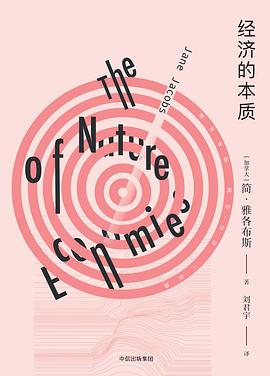 经济的本质
Jane Jacobs
The
Nature
of
Economies
[加拿大] 简·雅各布斯
著
刘君宇
译
中信出版集团